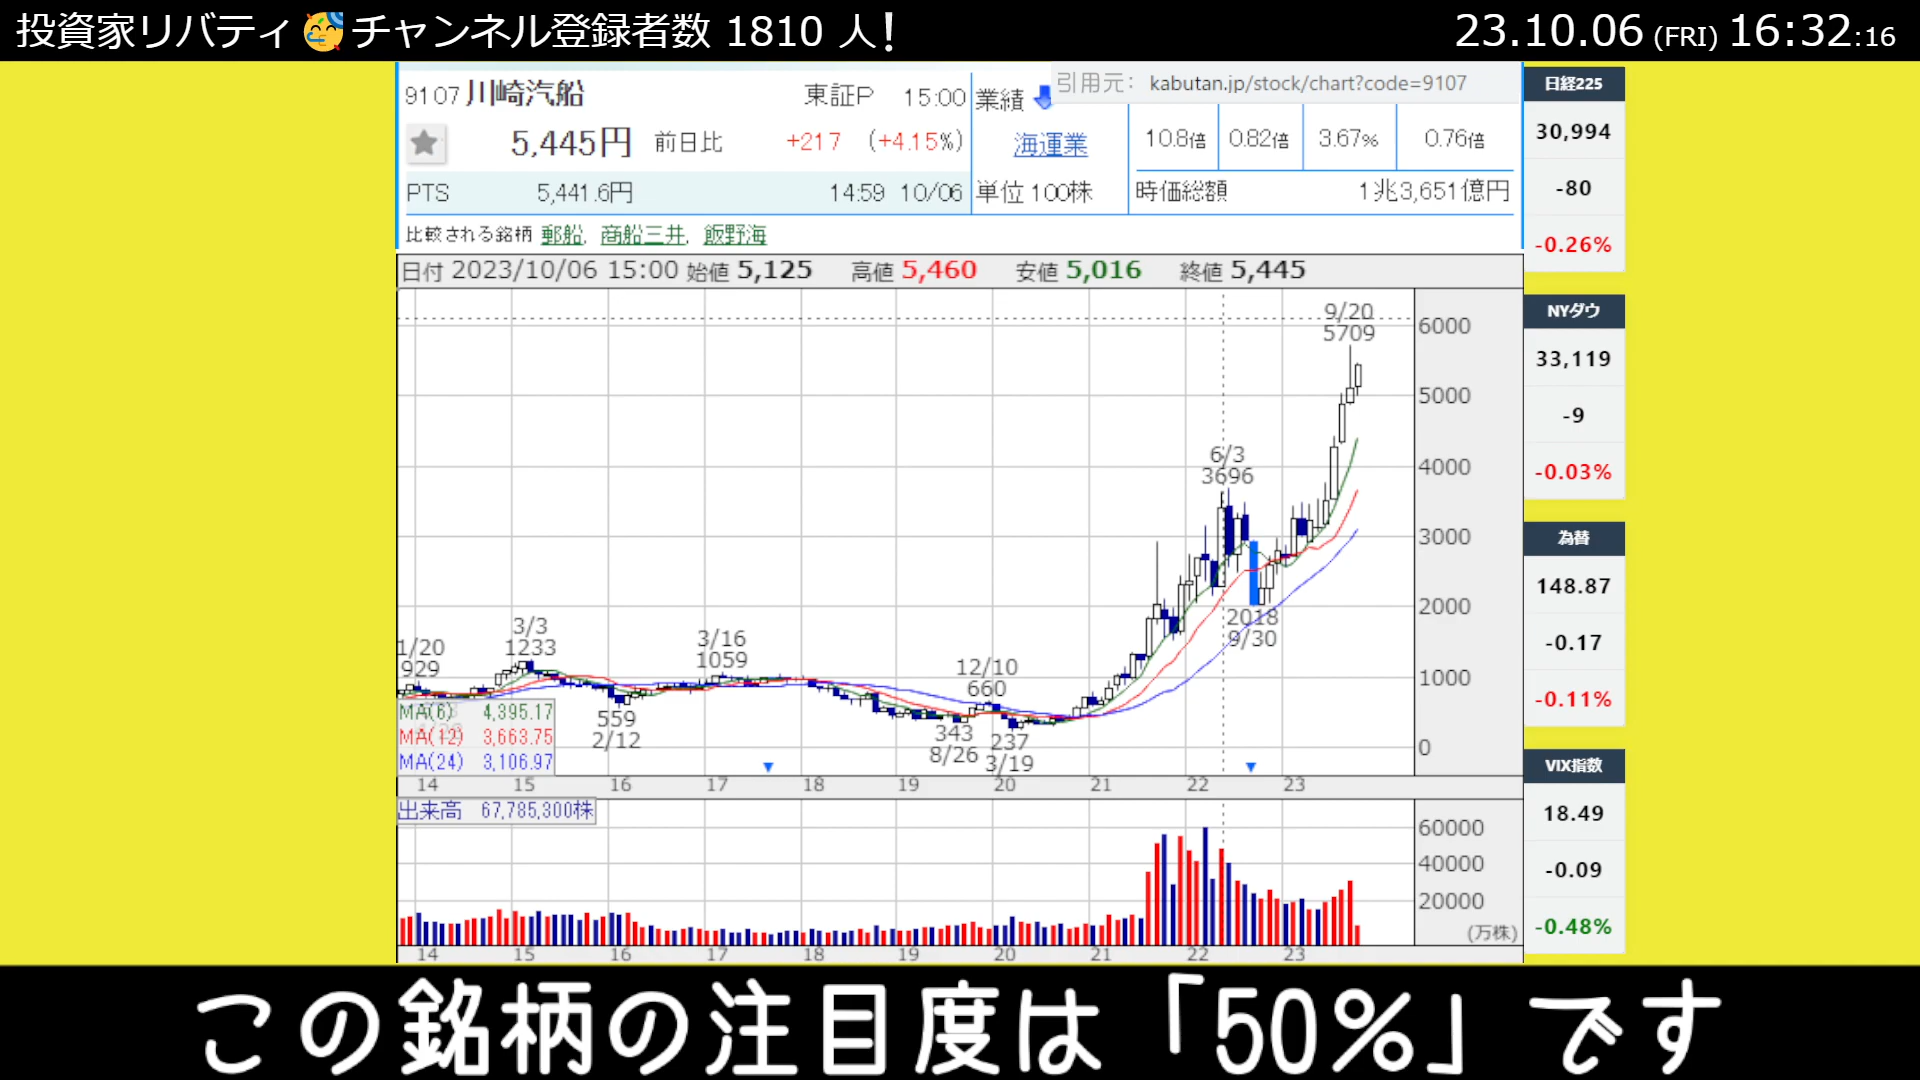 投資家リバティ🥳チャンネル登録者数 1810 人！
23.10.06 (FRI) 16:32:16
9107 川崎汽船 東証P 15:00 業績
引用元： kabutan.jp/stock/chart?code=9107
5,445円 前日比 +217 (+4.15%) 海運業 10.8倍 0.82倍 3.67% 0.76倍
PTS 5,441.6円 14:59 10/06 単位 100株 時価総額 1兆3,651億円
比較される銘柄 郵船, 商船三井, 飯野海
日付 2023/10/06 15:00 始値 5,125 高値 5,460 安値 5,016 終値 5,445
9/20
5709
6/3
3696
2018
9/30
1/20
929
3/3
1233
3/16
1059
12/10
660
559
2/12
343
8/26
237
3/19
6000
5000
4000
3000
2000
1000
0
MA(6) 4,395.17
MA(12) 3,663.75
MA(24) 3,106.97
14 15 16 17 18 19 20 21 22 23
出来高 67,785,300株
60000
40000
20000
(万株)
14 15 16 17 18 19 20 21 22 23
日経225
30,994
-80
-0.26%
NYダウ
33,119
-9
-0.03%
為替
148.87
-0.17
-0.11%
VIX指数
18.49
-0.09
-0.48%
この銘柄の注目度は「50%」です